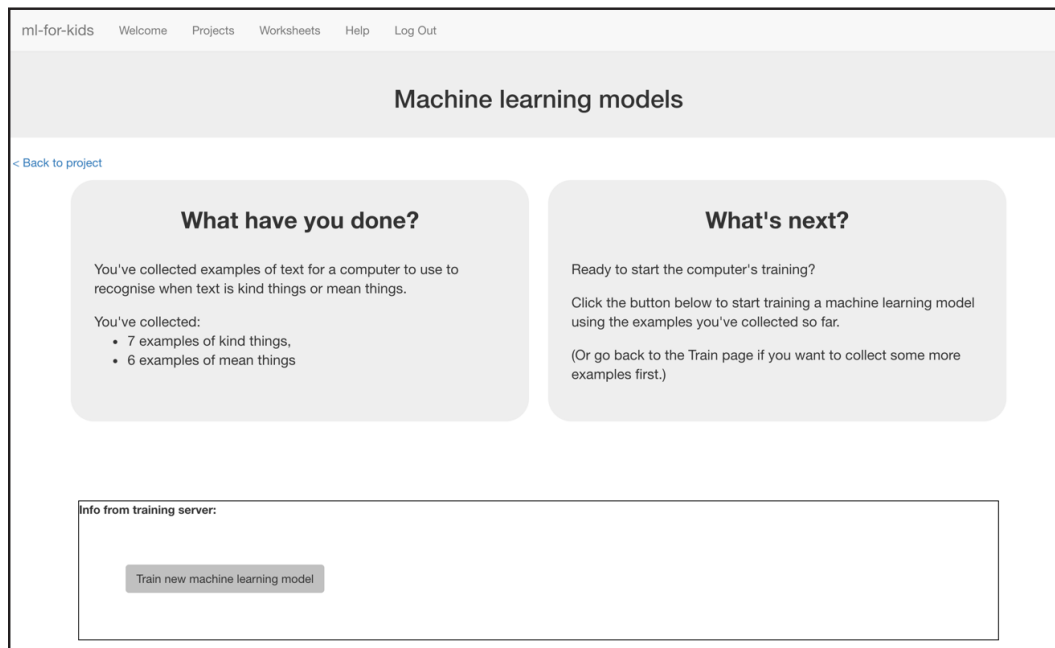 ml-for-kids Welcome Projects Worksheets Help Log Out
Machine learning models
< Back to project
What have you done?
You've collected examples of text for a computer to use to
recognise when text is kind things or mean things.
You've collected:
• 7 examples of kind things,
• 6 examples of mean things
What's next?
Ready to start the computer's training?
Click the button below to start training a machine learning model
using the examples you've collected so far.
(Or go back to the Train page if you want to collect some more
examples first.)
Info from training server:
Train new machine learning model